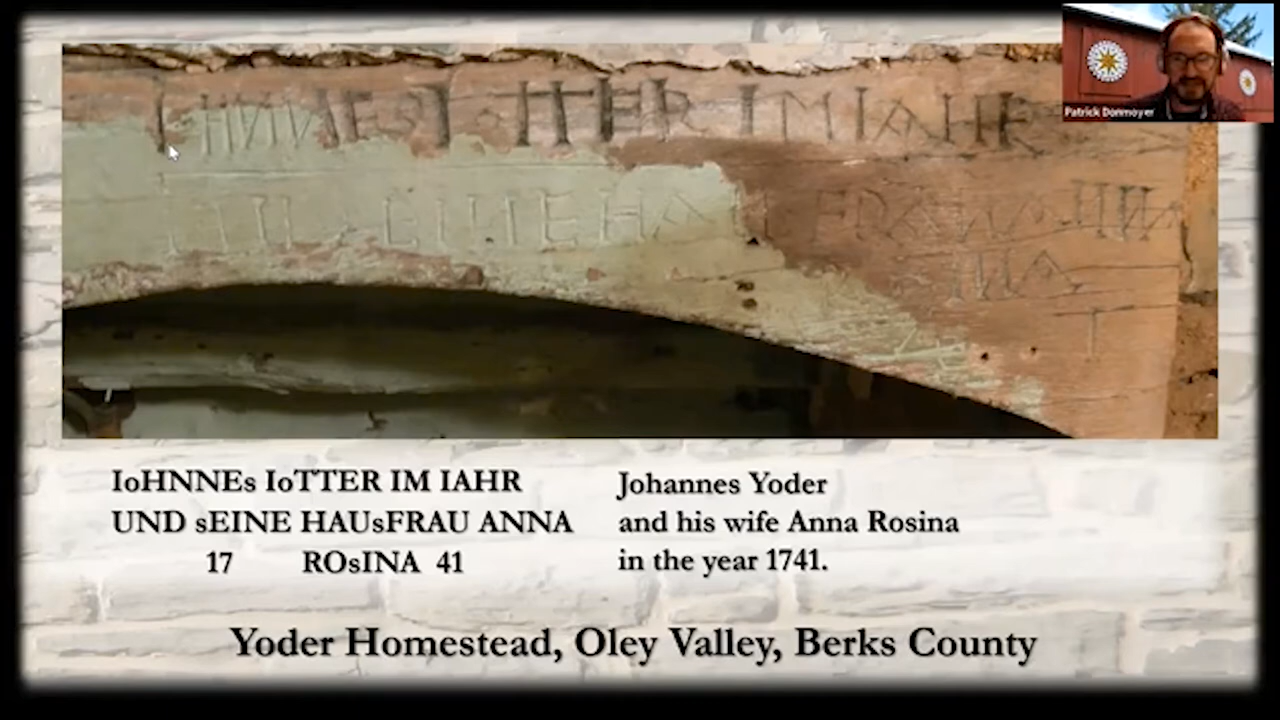 IoHNNEs IoTTER IM IAHR
UND sEINE HAUsFRAU ANNA
17 ROsINA 41
Johannes Yoder
and his wife Anna Rosina
in the year 1741.
Yoder Homestead, Oley Valley, Berks County
Patrick Donmoyer